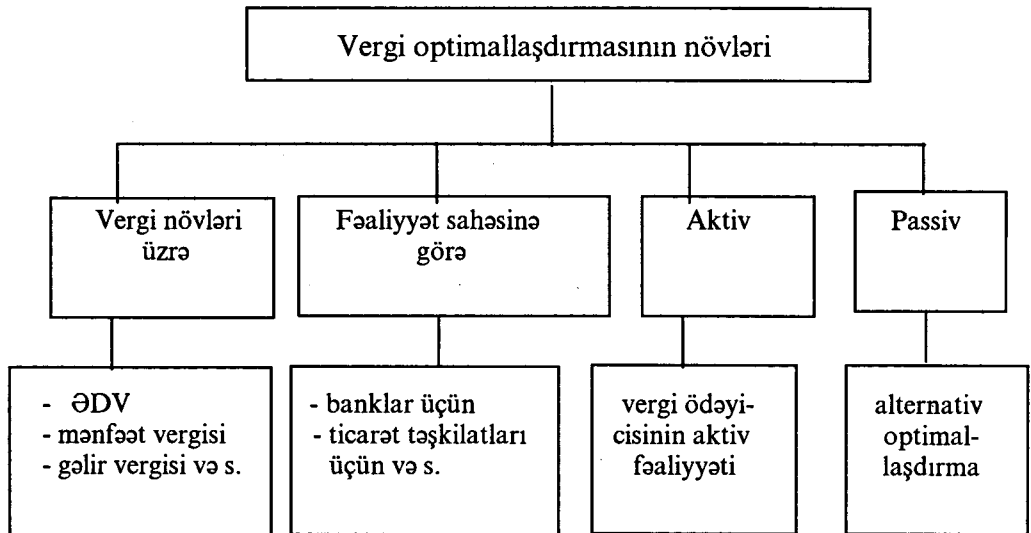 Vergi optimallaşdırmasının növləri
Vergi növləri
üzrə
Fəaliyyət sahəsinə
görə
Aktiv
Passiv
- ƏDV
- mənfəət vergisi
- gəlir vergisi və s.
- banklar üçün
- ticarət təşkilatları
üçün və s.
vergi ödəyi-
cisinin aktiv
fəaliyyəti
alternativ
optimal-
laşdırma